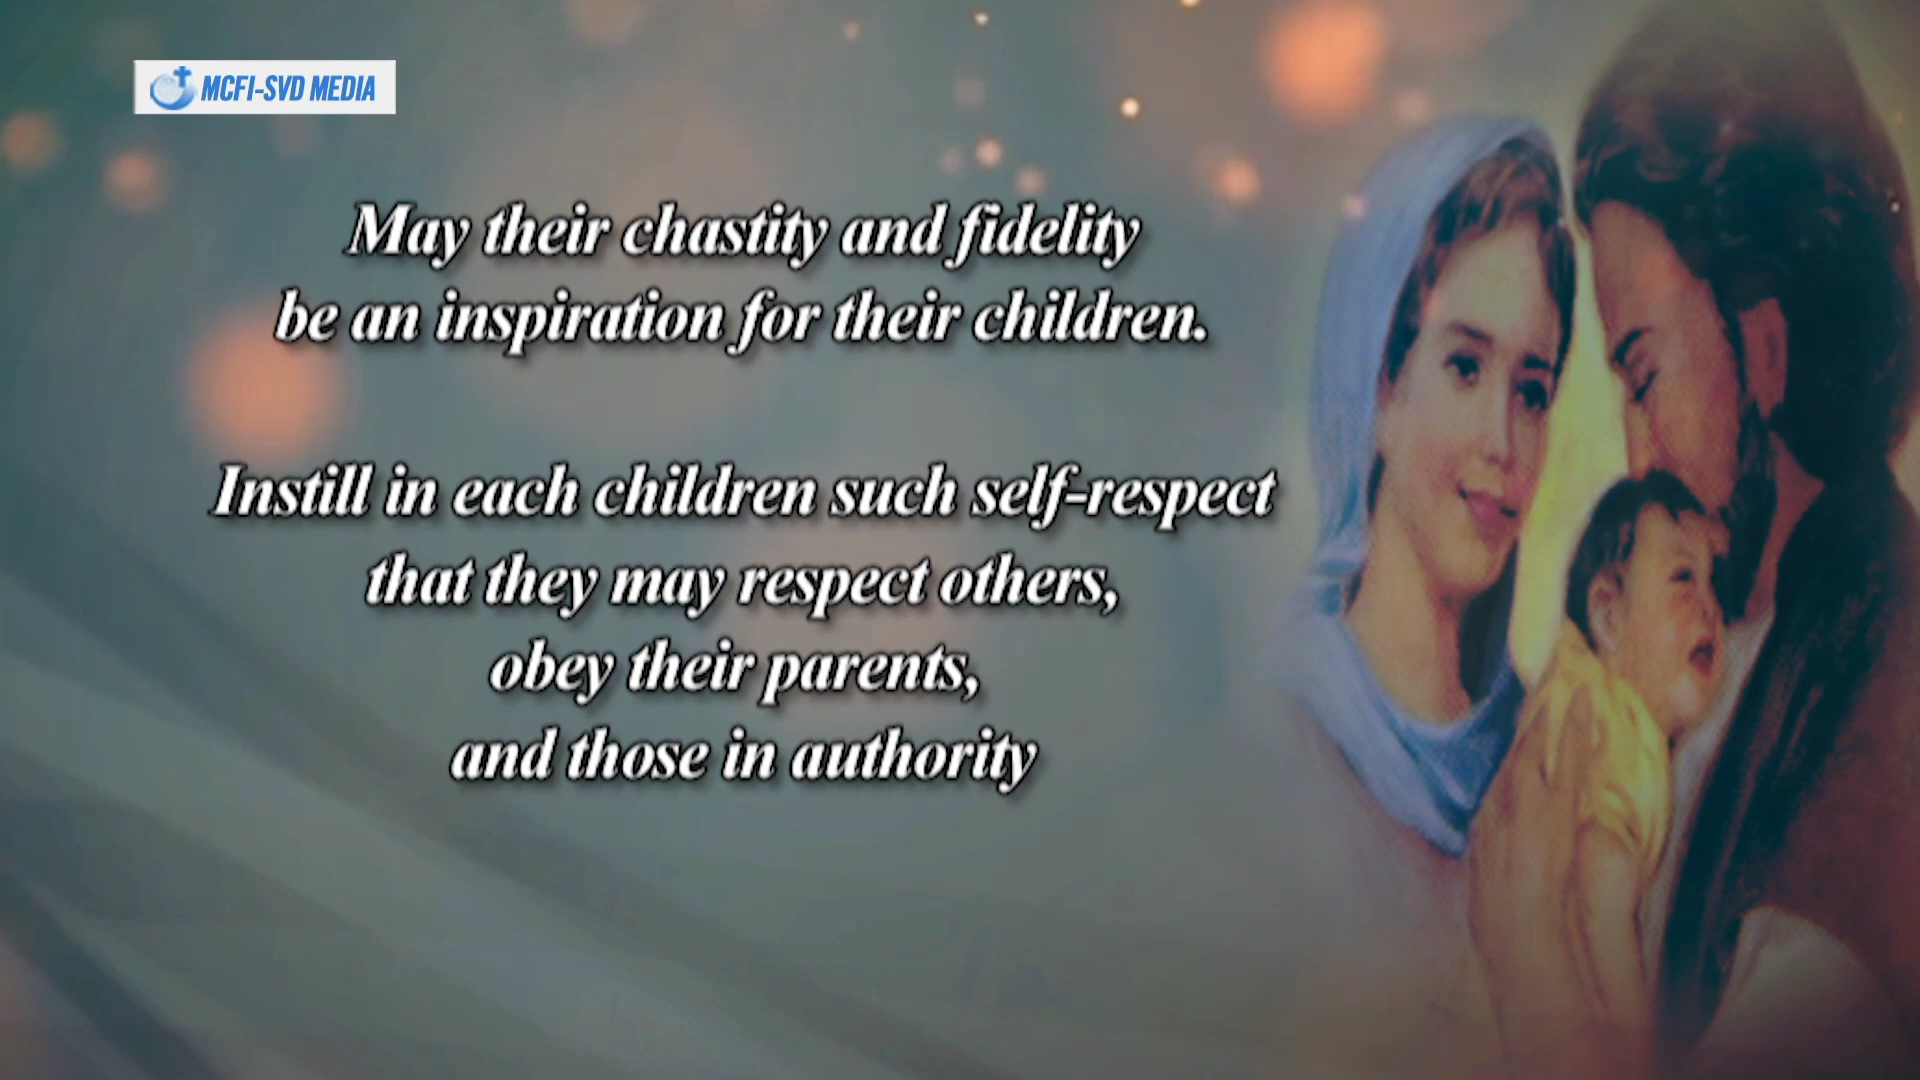 MCFI-SVD MEDIA
May their chastity and fidelity
be an inspiration for their children.
Instill in each children such self-respect
that they may respect others,
obey their parents,
and those in authority